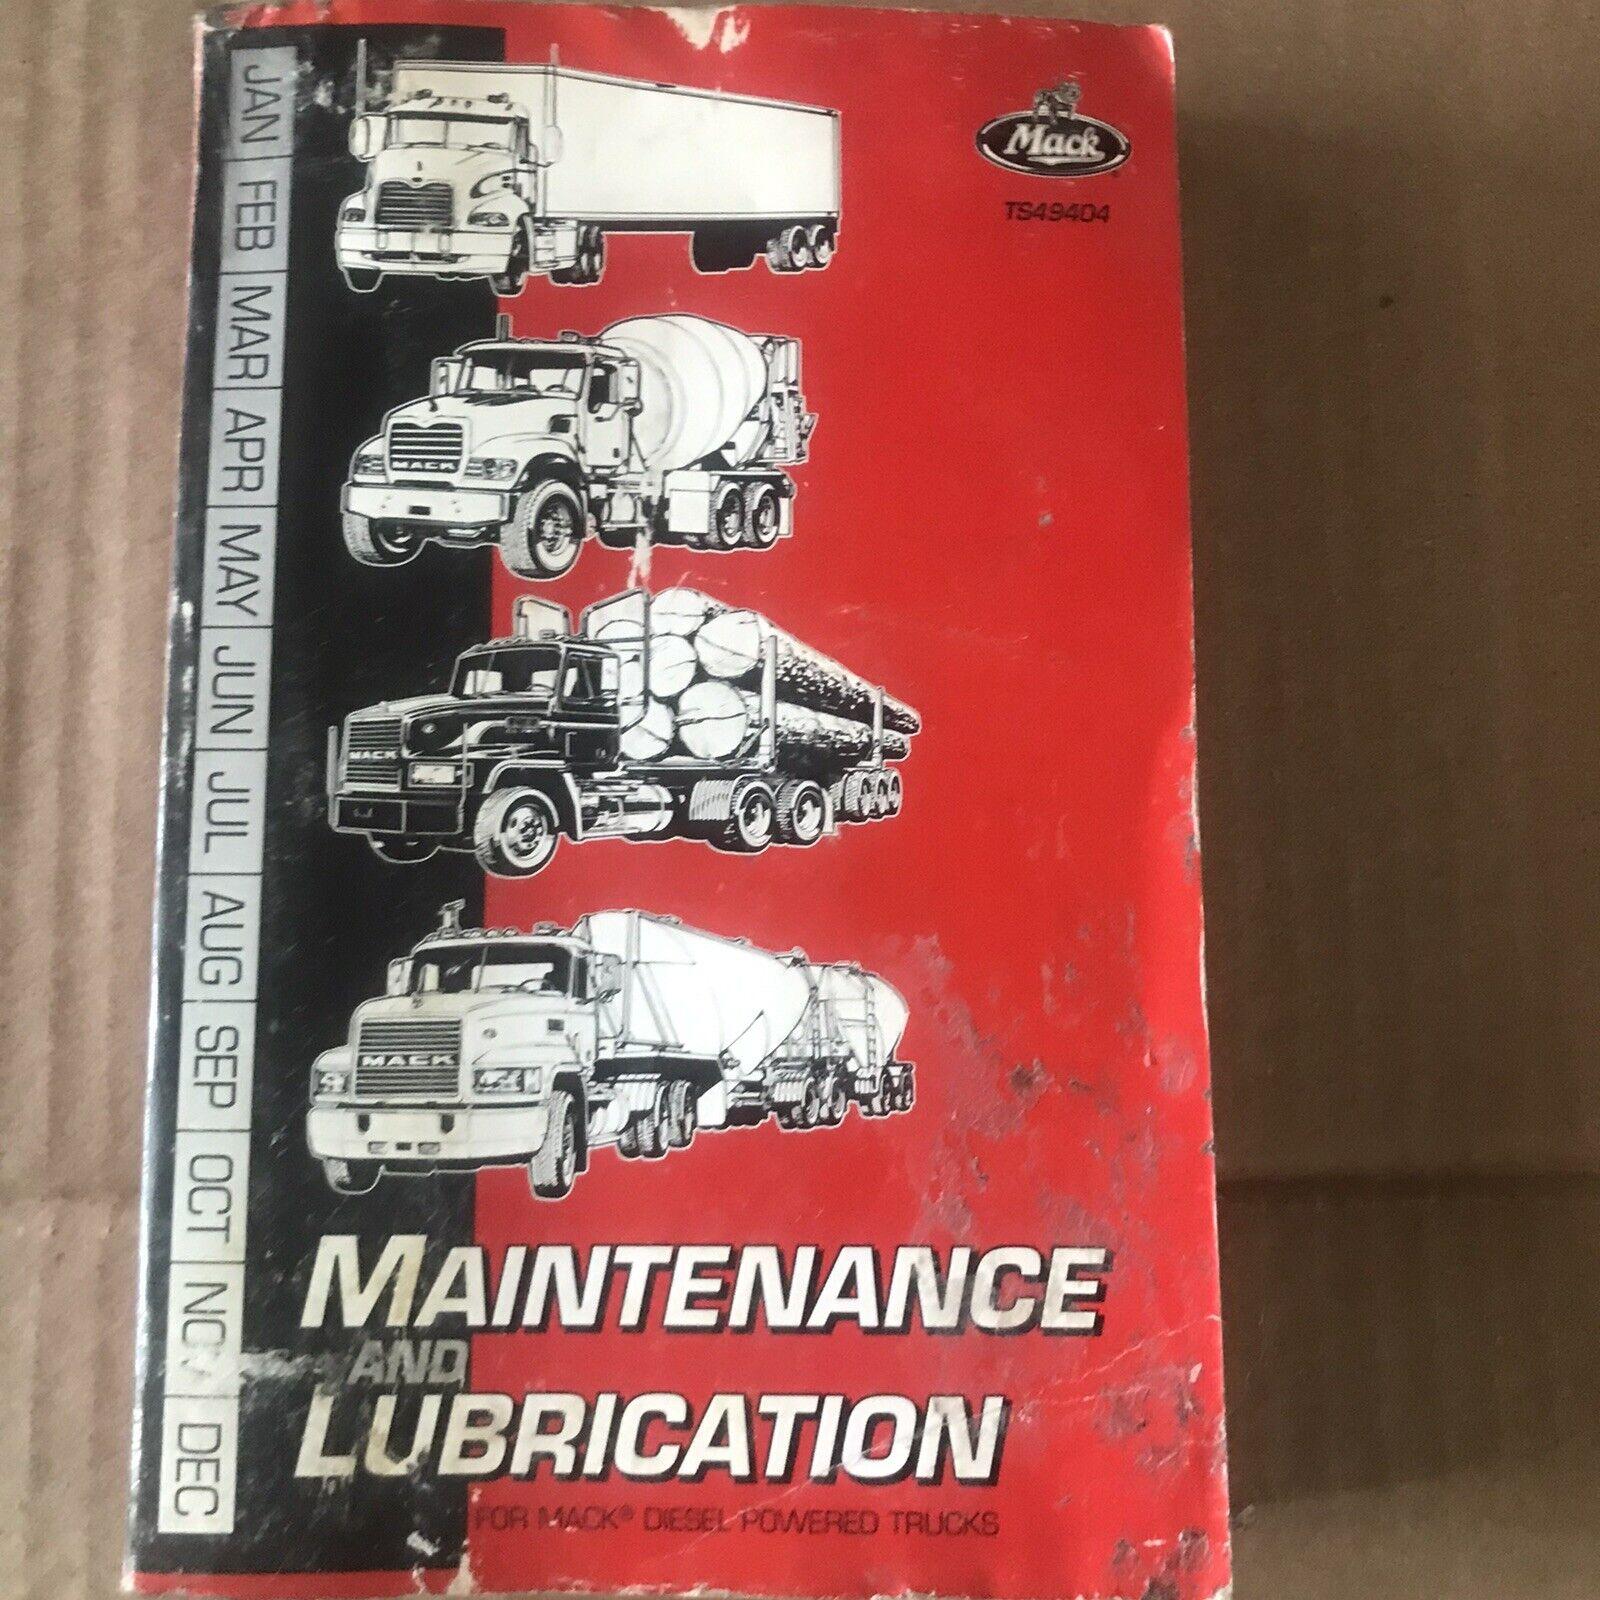 Mack
TS49404
JAN
FEB
MAR
APR
MAY
JUN
JUL
AUG
SEP
OCT
NOV
DEC
MACK
MACK
MACK
MAINTENANCE
AND
LUBRICATION
FOR MACK® DIESEL POWERED TRUCKS